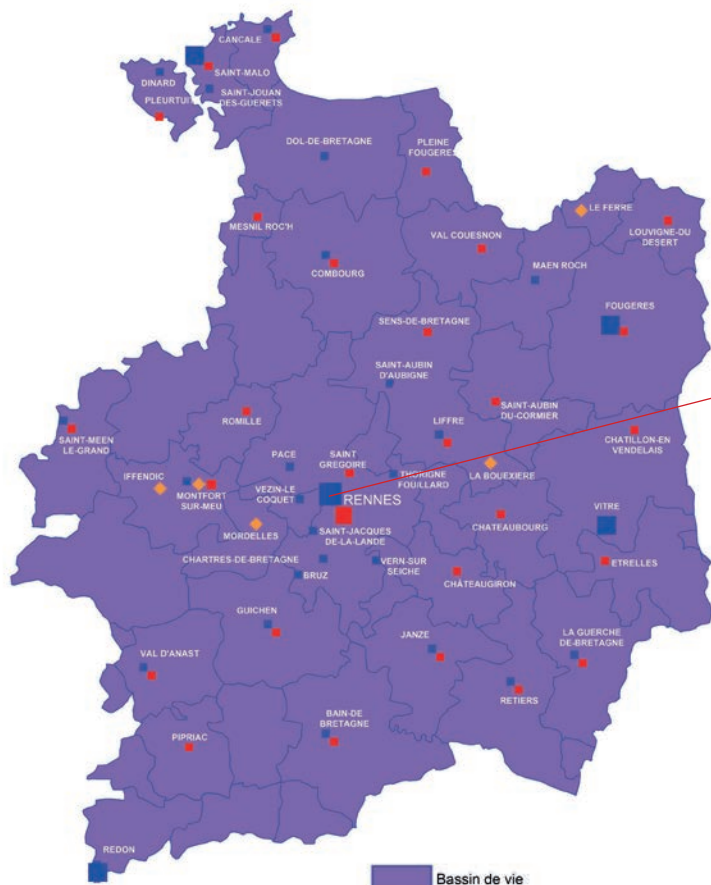 CANCALE
SAINT-MALO
DINARD
SAINT-JOUAN
DES-GUERETS
PLEURTUIT
DOL-DE-BRETAGNE
PLEINE
FOUGERES
LE FERRE
MESNIL ROC'H
VAL COUESNON
LOUVIGNE-DU
DESERT
COMBOURG
MAEN ROCH
FOUGERES
SENS-DE-BRETAGNE
SAINT-AUBIN
D'AUBIGNE
SAINT-AUBIN
DU-CORMIER
ROMILLE
LIFFRE
SAINT-MEEN
LE-GRAND
CHATILLON-EN
VENDELAIS
PACE
SAINT
GREGOIRE
IFFENDIC
THORIGNE
FOUILLARD
LA BOUEXIERE
MONTFORT
SUR-MEU
VEZIN-LE
COQUET
RENNES
VITRE
MORDELLES
CHATEAUBOURG
SAINT-JACQUES
DE-LA-LANDE
CHARTRES-DE-BRETAGNE
VERN-SUR
SEICHE
ETRELLES
BRUZ
CHÂTEAUGIRON
GUICHEN
JANZE
LA GUERCHE
DE-BRETAGNE
VAL D'ANAST
RETIERS
BAIN-DE
BRETAGNE
PIPRIAC
REDON
Bassin de vie